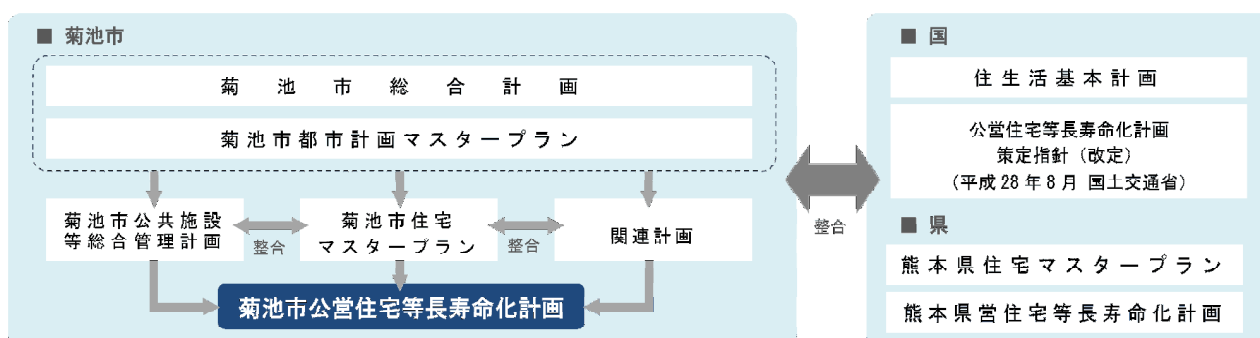 ■ 菊池市
菊池市総合計画
菊池市都市計画マスタープラン
菊池市公共施設
等総合管理計画
整合
菊池市住宅
マスタープラン
整合
関連計画
菊池市公営住宅等長寿命化計画
整合
■ 国
住生活基本計画
公営住宅等長寿命化計画
策定指針（改定）
（平成28年8月 国土交通省）
■ 県
熊本県住宅マスタープラン
熊本県営住宅等長寿命化計画